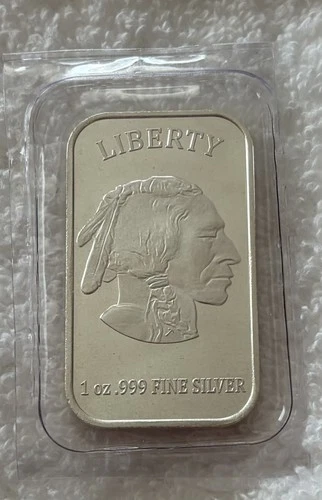 LIBERTY
1 oz .999 FINE SILVER